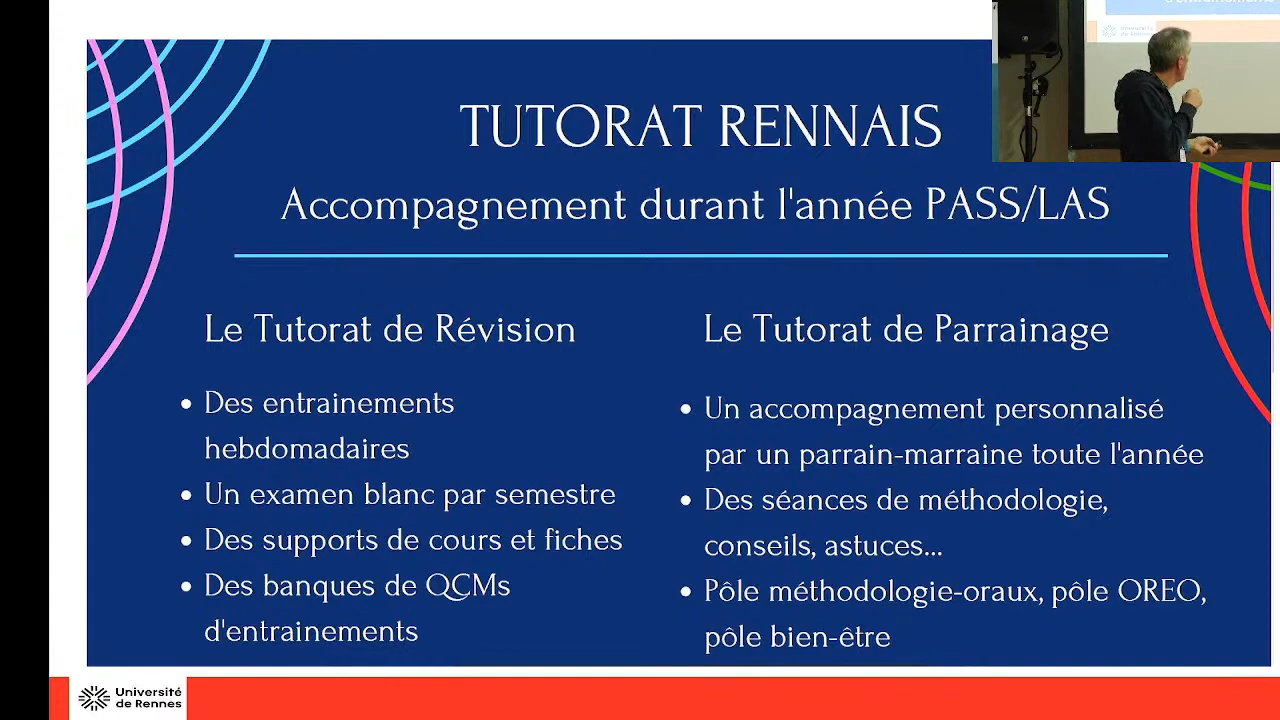 TUTORAT RENNAIS
Accompagnement durant l'année PASS/LAS
Le Tutorat de Révision
Des entrainements
hebdomadaires
Un examen blanc par semestre
Des supports de cours et fiches
Des banques de QCMs
d'entrainements
Le Tutorat de Parrainage
Un accompagnement personnalisé
par un parrain-marraine toute l'année
Des séances de méthodologie,
conseils, astuces...
Pôle méthodologie-oraux, pôle OREO,
pôle bien-être
Université
de Rennes